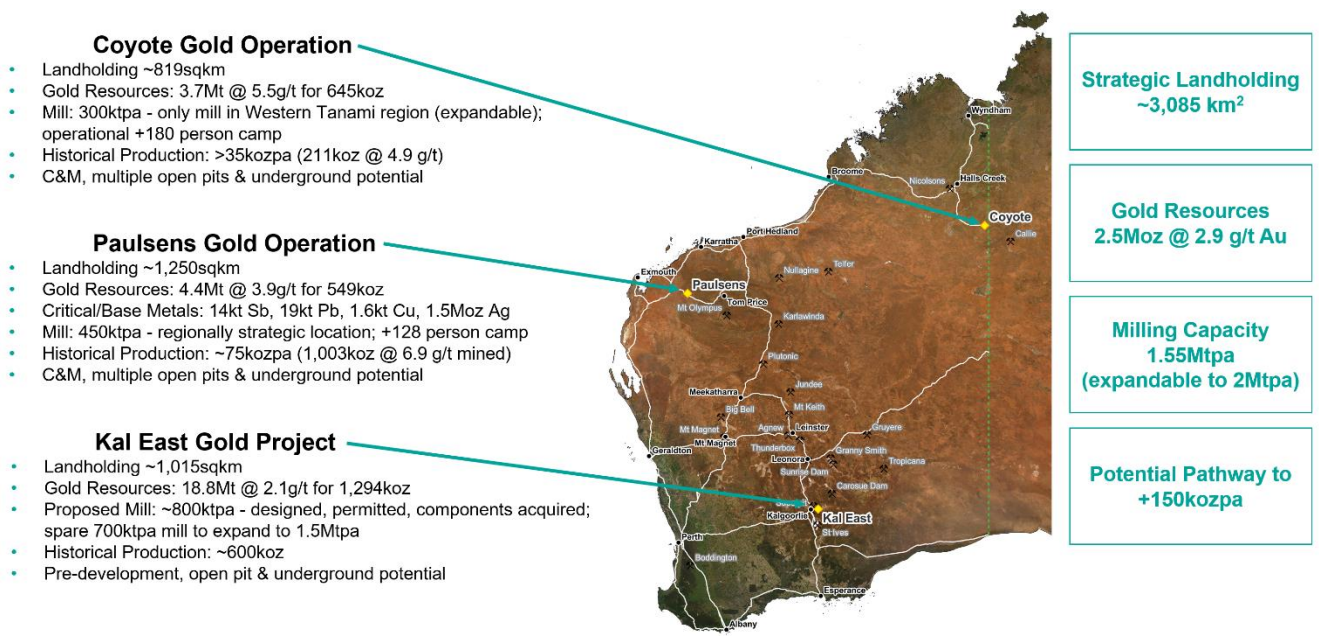 Coyote Gold Operation
• Landholding ~819sqkm
• Gold Resources: 3.7Mt @ 5.5g/t for 645koz
• Mill: 300ktpa - only mill in Western Tanami region (expandable);
operational +180 person camp
• Historical Production: >35kozpa (211koz @ 4.9 g/t)
• C&M, multiple open pits & underground potential
Paulsens Gold Operation
• Landholding ~1,250sqkm
• Gold Resources: 4.4Mt @ 3.9g/t for 549koz
• Critical/Base Metals: 14kt Sb, 19kt Pb, 1.6kt Cu, 1.5Moz Ag
• Mill: 450ktpa - regionally strategic location; +128 person camp
• Historical Production: ~75kozpa (1,003koz @ 6.9 g/t mined)
• C&M, multiple open pits & underground potential
Kal East Gold Project
• Landholding ~1,015sqkm
• Gold Resources: 18.8Mt @ 2.1g/t for 1,294koz
• Proposed Mill: ~800ktpa - designed, permitted, components acquired;
spare 700ktpa mill to expand to 1.5Mtpa
• Historical Production: ~600koz
• Pre-development, open pit & underground potential
Wyndham
Broome
Nicolsons
Halls Creek
Coyote
Callie
Port Hedland
Karratha
Exmouth
Nullagine
Telfer
Paulsens
Tom Price
Mt Olympus
Karlawinda
Plutonic
Jundee
Meekatharra
Big Bell
Mt Keith
Mt Magnet
Mt Magnet
Agnew
Leinster
Gruyere
Thunderbox
Geraldton
Leonora
Granny Smith
Sunrise Dam
Tropicana
Carosue Dam
Kalgoorlie
Kal East
St Ives
Perth
Boddington
Esperance
Albany
Strategic Landholding
~3,085 km²
Gold Resources
2.5Moz @ 2.9 g/t Au
Milling Capacity
1.55Mtpa
(expandable to 2Mtpa)
Potential Pathway to
+150kozpa